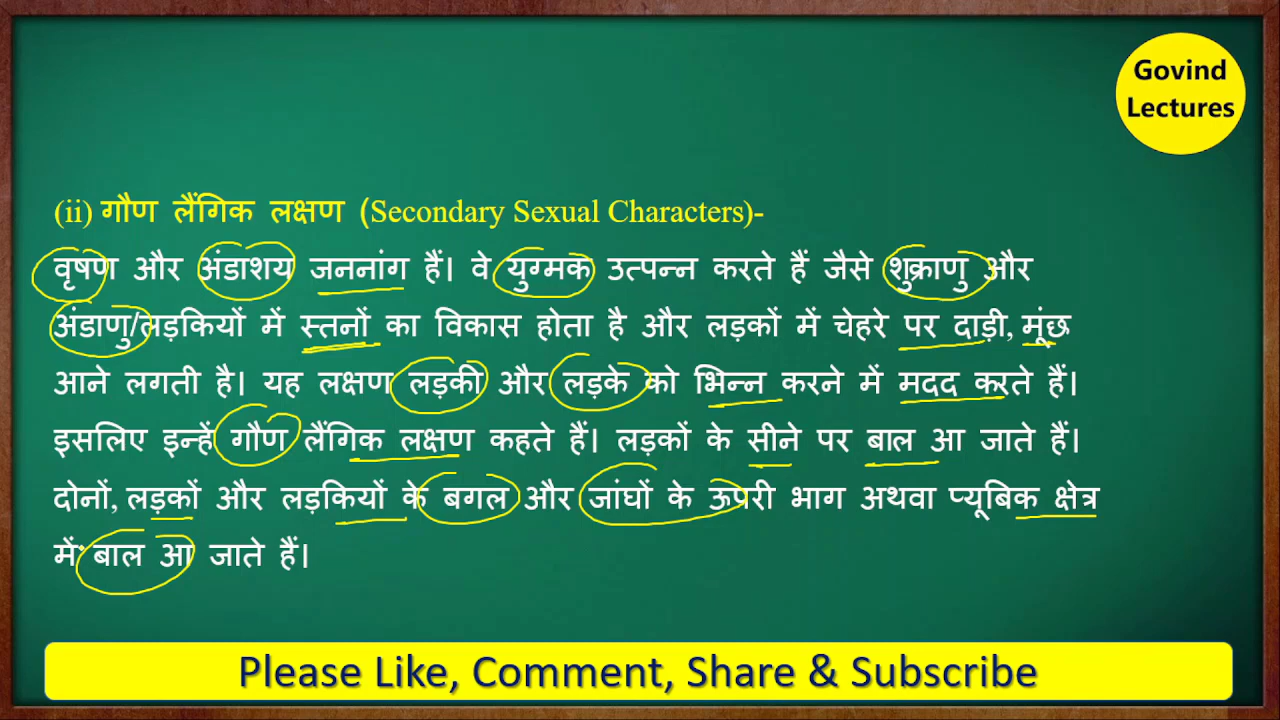 Govind
Lectures
(ii) गौण लैंगिक लक्षण (Secondary Sexual Characters)-
वृषण और अंडाशय जननांग हैं। वे युग्मक उत्पन्न करते हैं जैसे शुक्राणु और
अंडाणु/लड़कियों में स्तनों का विकास होता है और लड़कों में चेहरे पर दाड़ी, मूंछ
आने लगती है। यह लक्षण लड़की और लड़के को भिन्न करने में मदद करते हैं।
इसलिए इन्हें गौण लैंगिक लक्षण कहते हैं। लड़कों के सीने पर बाल आ जाते हैं।
दोनों, लड़कों और लड़कियों के बगल और जांघों के ऊपरी भाग अथवा प्यूबिक क्षेत्र
में बाल आ जाते हैं।
Please Like, Comment, Share & Subscribe